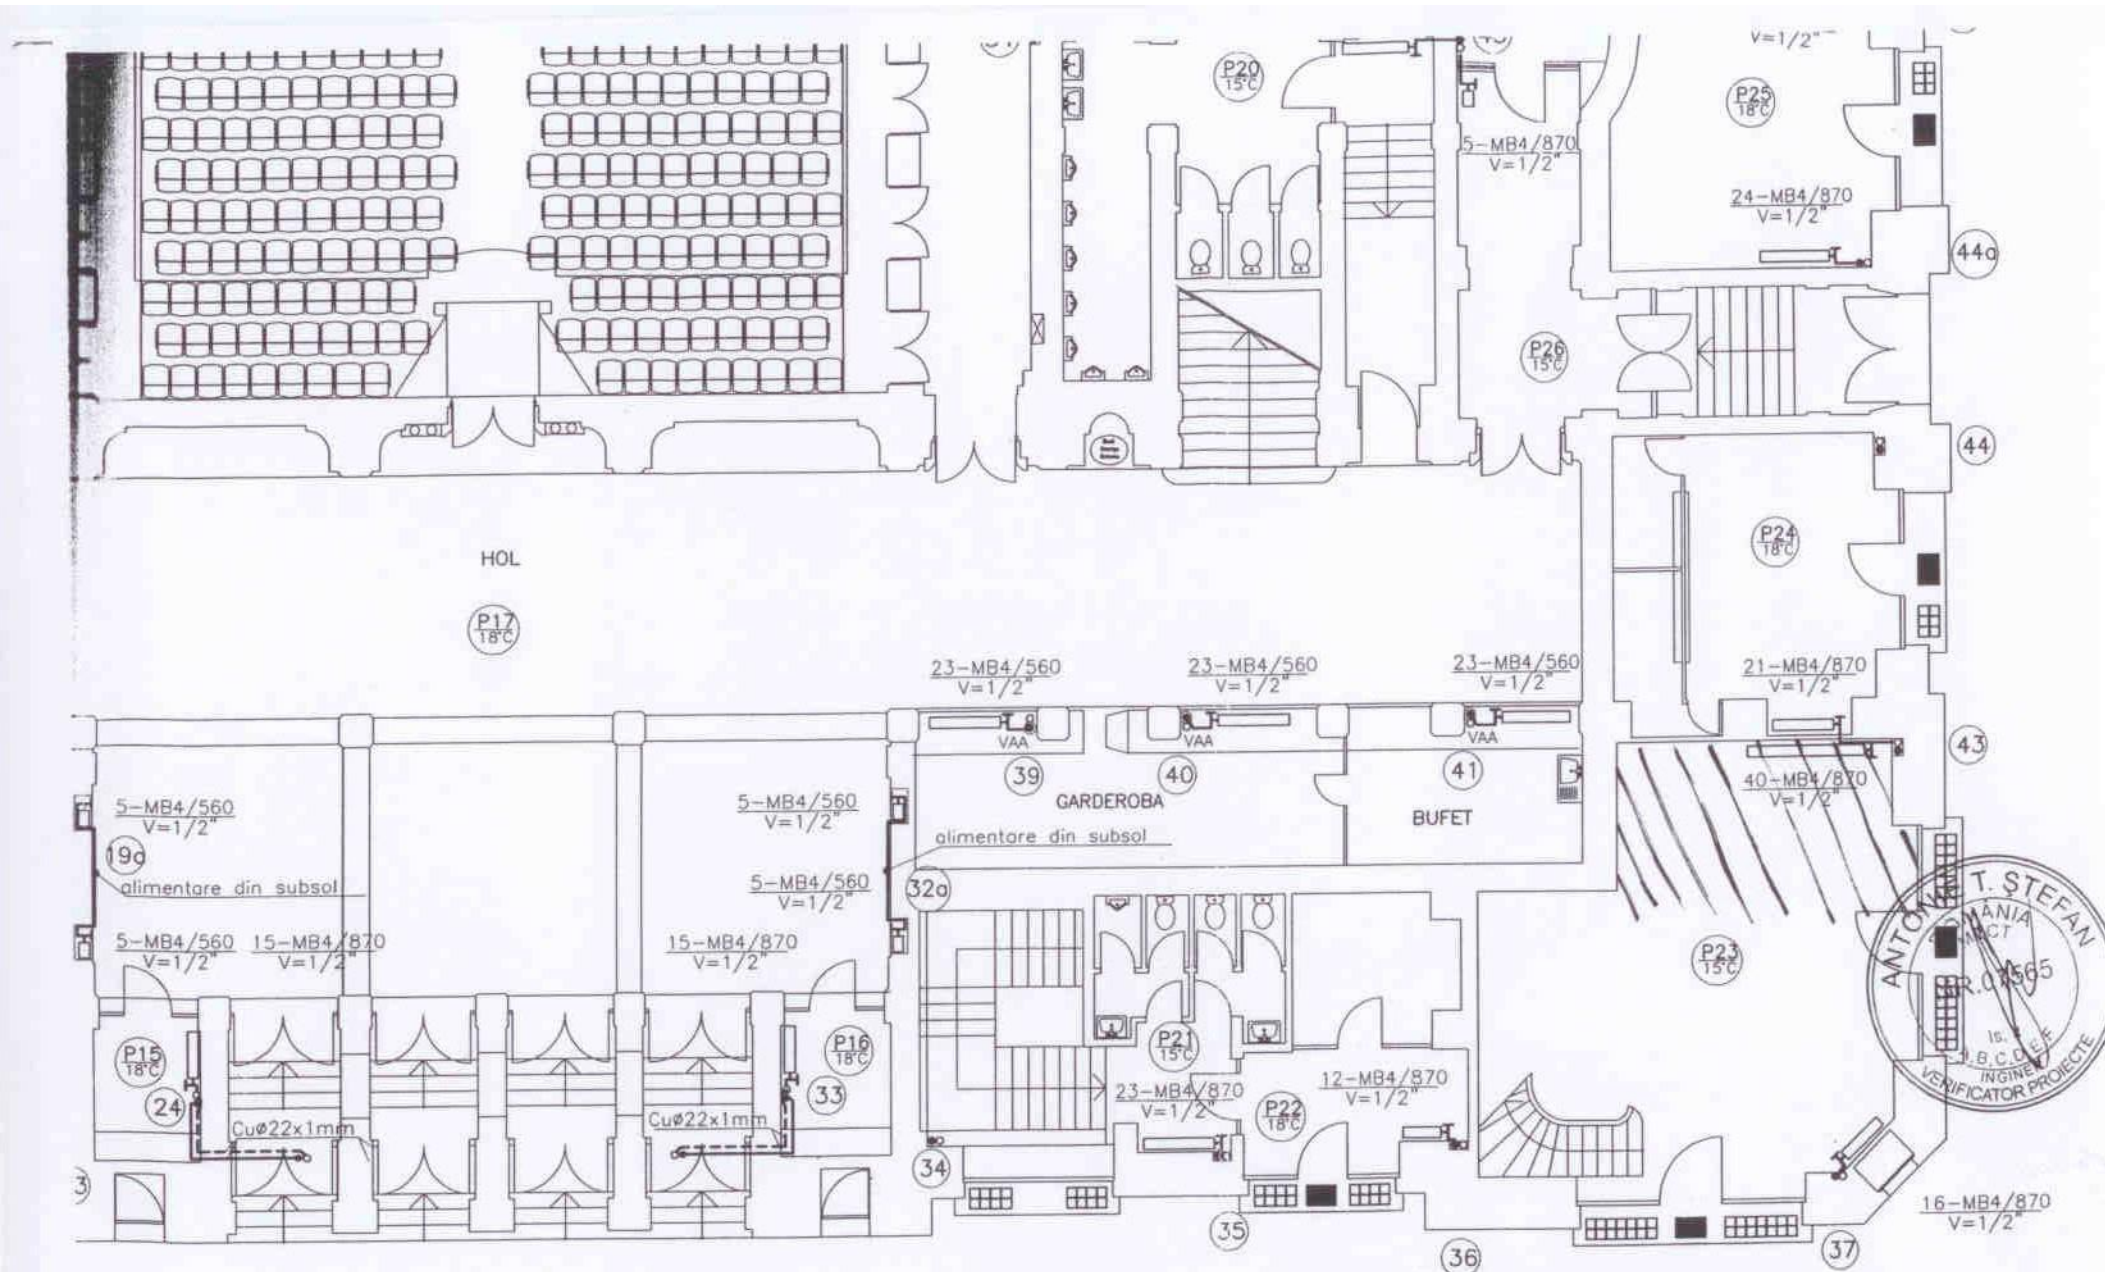 V=1/2"
P20
15°C
P25
18°C
5-MB4/870
V=1/2"
24-MB4/870
V=1/2"
44a
P26
15°C
44
HOL
P17
18°C
P24
18°C
23-MB4/560
V=1/2"
23-MB4/560
V=1/2"
23-MB4/560
V=1/2"
21-MB4/870
V=1/2"
VAA
VAA
VAA
39
40
41
43
5-MB4/560
V=1/2"
5-MB4/560
V=1/2"
GARDEROBA
BUFET
40-MB4/870
V=1/2"
19a
alimentare din subsol
alimentare din subsol
5-MB4/560
V=1/2"
32a
5-MB4/560
V=1/2"
15-MB4/870
V=1/2"
15-MB4/870
V=1/2"
P23
15°C
ANTON T. ȘTEFAN
ROMÂNIA
MLPCT
NR. 07565
Is.
INGINER
VERIFICATOR PROIECTE
P15
18°C
P16
18°C
P21
15°C
24
33
23-MB4/870
V=1/2"
12-MB4/870
V=1/2"
P22
18°C
Cuø22x1mm
Cuø22x1mm
34
35
36
37
16-MB4/870
V=1/2"